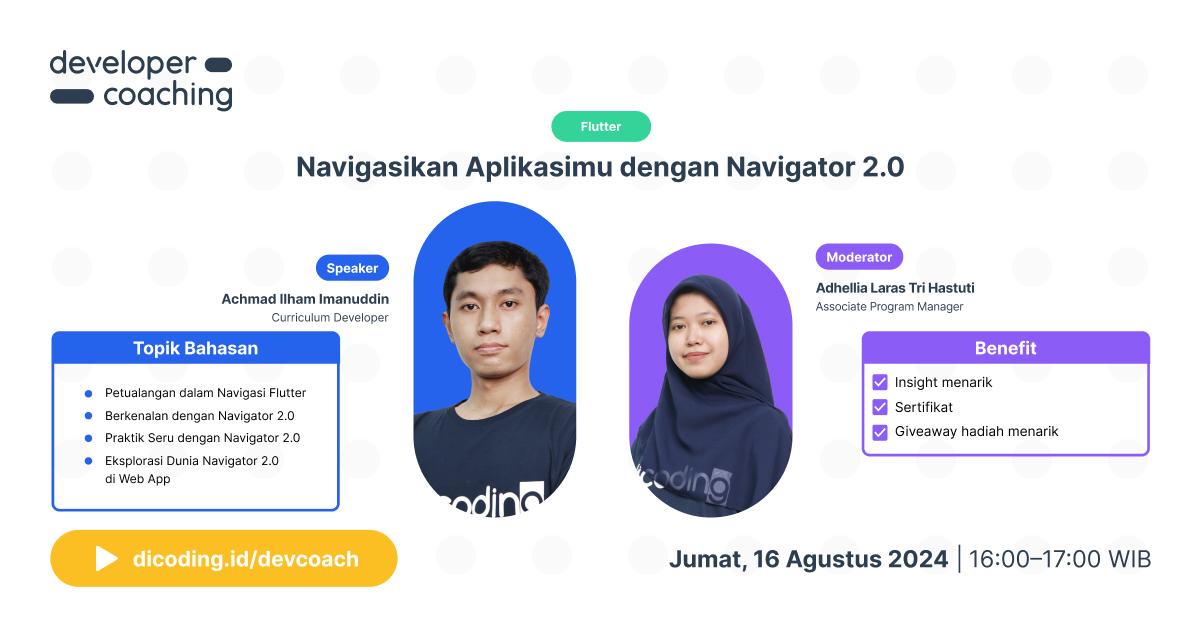 developer
coaching
Flutter
Navigasikan Aplikasimu dengan Navigator 2.0
Speaker
Achmad Ilham Imanuddin
Curriculum Developer
Topik Bahasan
Petualangan dalam Navigasi Flutter
Berkenalan dengan Navigator 2.0
Praktik Seru dengan Navigator 2.0
Eksplorasi Dunia Navigator 2.0
di Web App
coding
icoding
Moderator
Adhellia Laras Tri Hastuti
Associate Program Manager
Benefit
Insight menarik
Sertifikat
Giveaway hadiah menarik
dicoding.id/devcoach
Jumat, 16 Agustus 2024 | 16:00–17:00 WIB